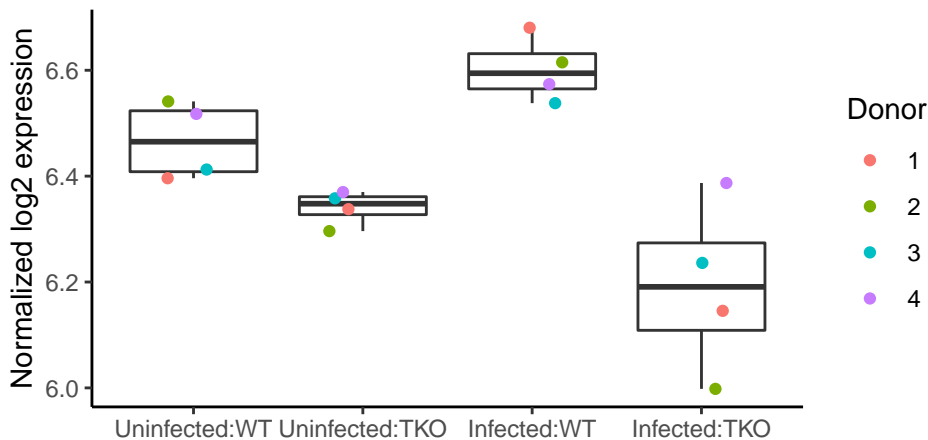 Normalized log2 expression
6.6
6.4
6.2
6.0
Uninfected:WT
Uninfected:TKO
Infected:WT
Infected:TKO
Donor
1
2
3
4